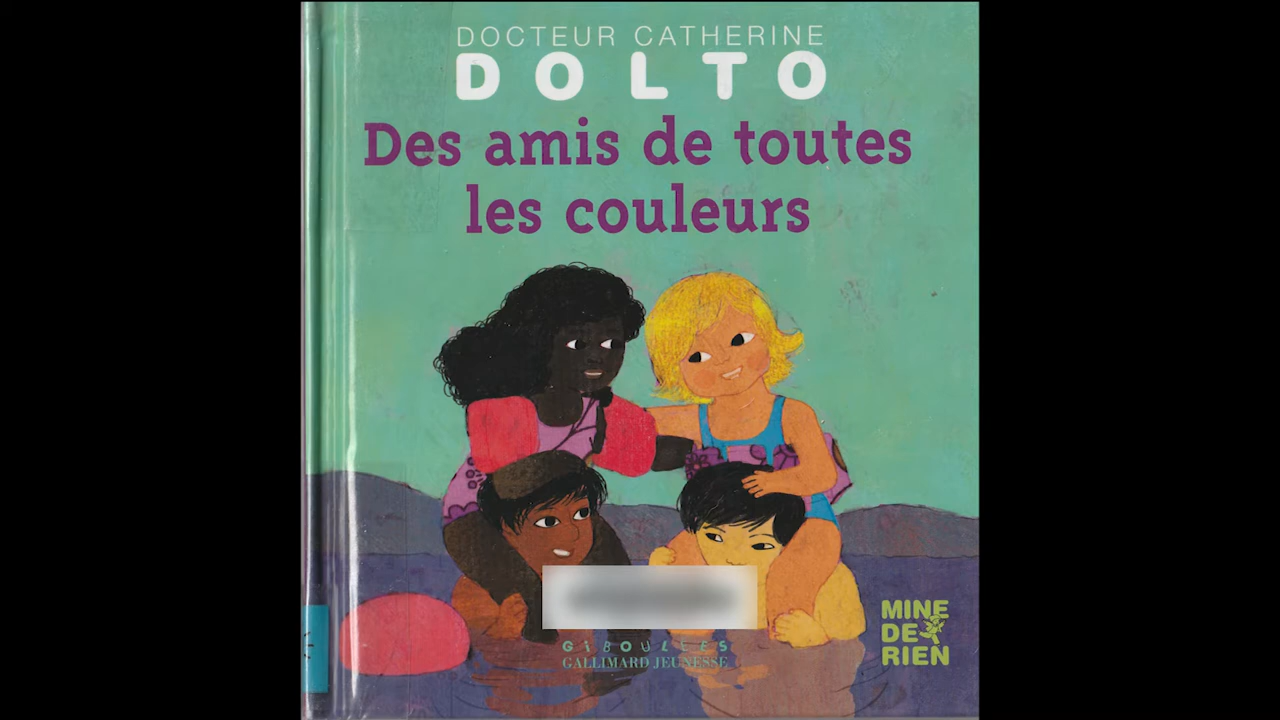 DOCTEUR CATHERINE
DOLTO
Des amis de toutes
les couleurs
GIBOULÉES
GALLIMARD JEUNESSE
MINE
DE
RIEN